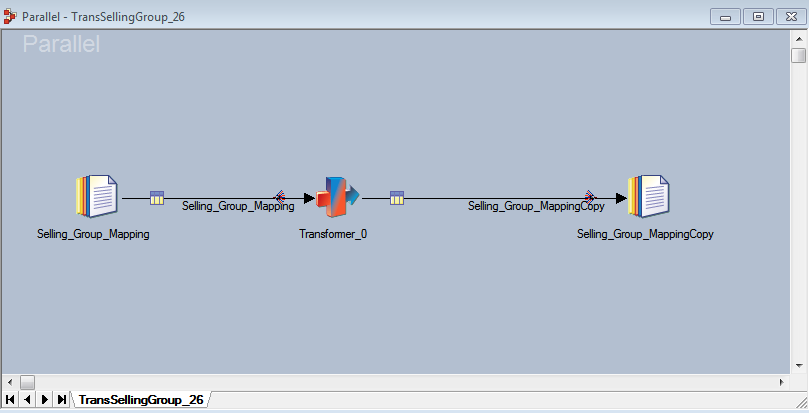 Parallel - TransSellingGroup_26
Parallel
Selling_Group_Mapping
Selling_Group_MappingCopy
Selling_Group_Mapping
Transformer_0
Selling_Group_MappingCopy
TransSellingGroup_26